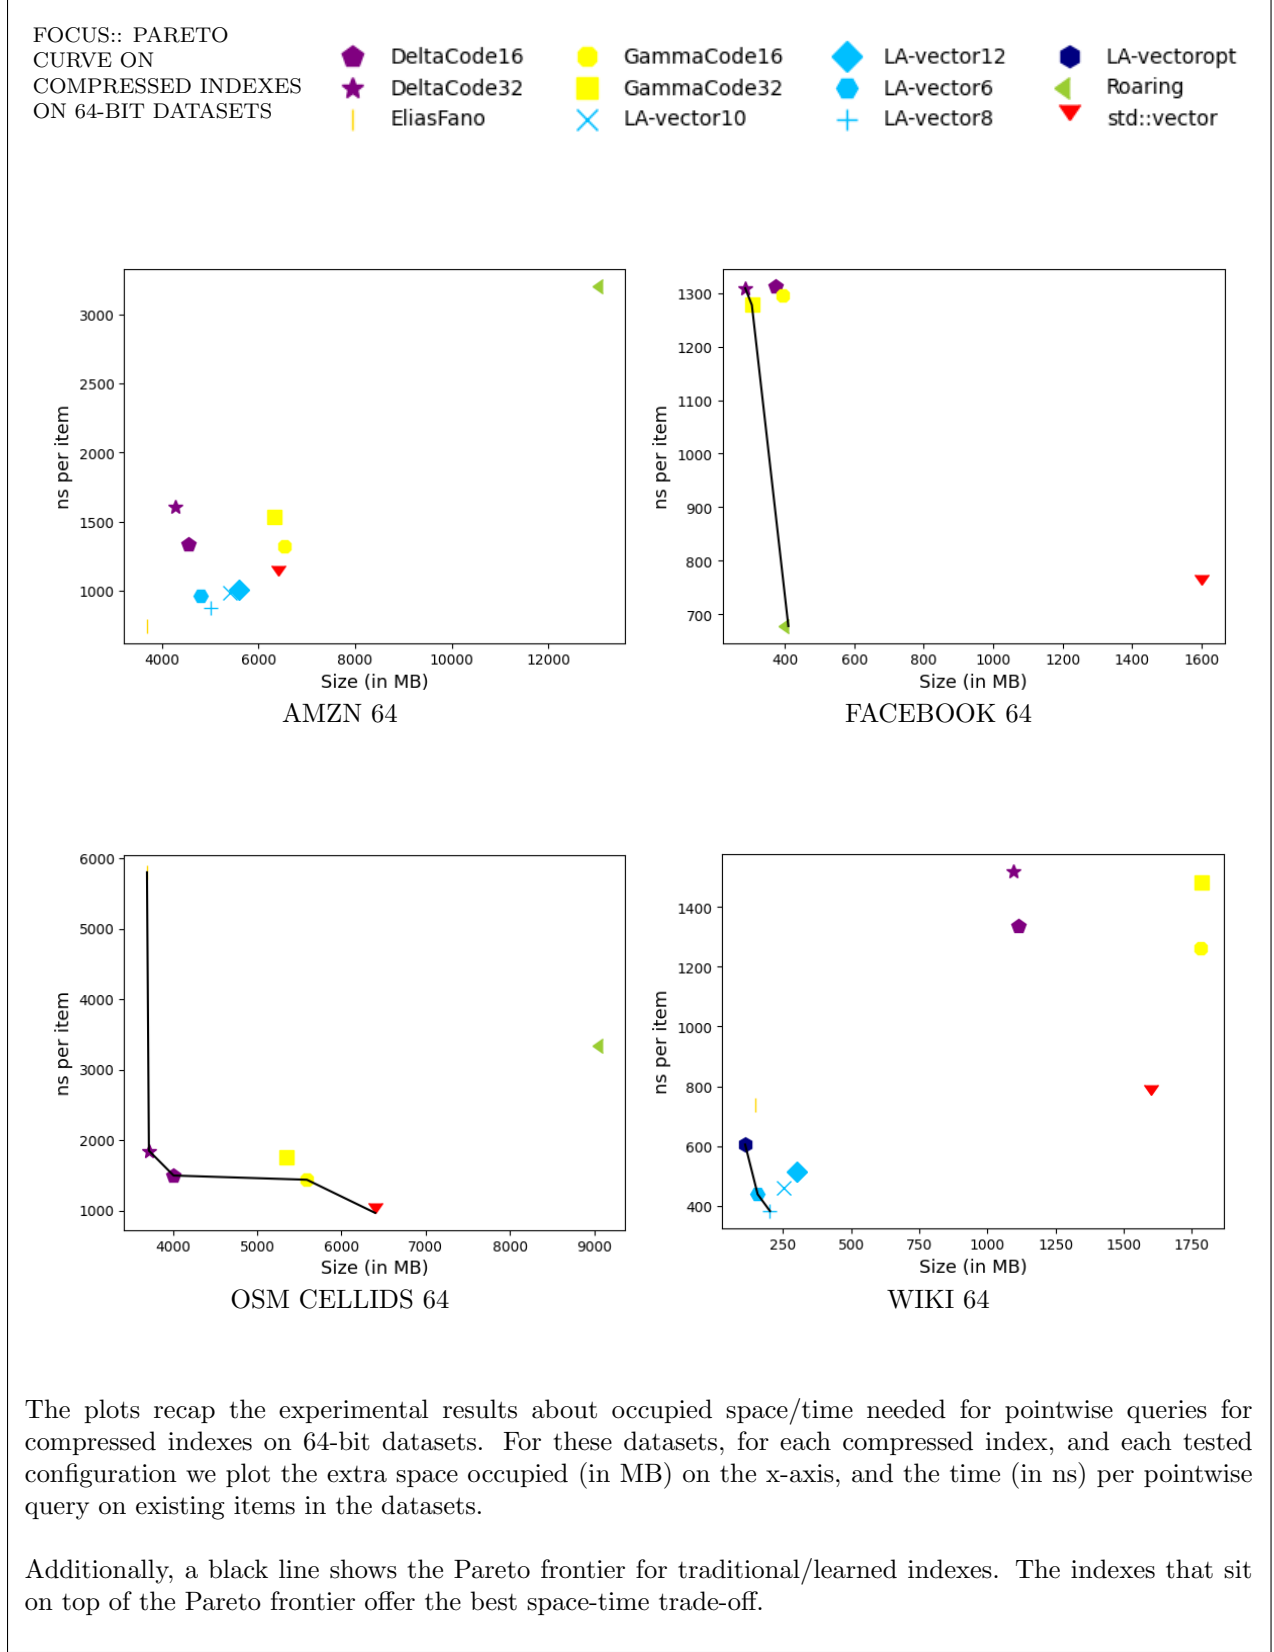 FOCUS:: PARETO
CURVE ON
COMPRESSED INDEXES
ON 64-BIT DATASETS
DeltaCode16
DeltaCode32
EliasFano
GammaCode16
GammaCode32
LA-vector10
LA-vector12
LA-vector6
LA-vector8
LA-vectoropt
Roaring
std::vector
ns per item
3000
2500
2000
1500
1000
4000 6000 8000 10000 12000
Size (in MB)
AMZN 64
ns per item
1300
1200
1100
1000
900
800
700
400 600 800 1000 1200 1400 1600
Size (in MB)
FACEBOOK 64
ns per item
6000
5000
4000
3000
2000
1000
4000 5000 6000 7000 8000 9000
Size (in MB)
OSM CELLIDS 64
ns per item
1400
1200
1000
800
600
400
250 500 750 1000 1250 1500 1750
Size (in MB)
WIKI 64
The plots recap the experimental results about occupied space/time needed for pointwise queries for
compressed indexes on 64-bit datasets. For these datasets, for each compressed index, and each tested
configuration we plot the extra space occupied (in MB) on the x-axis, and the time (in ns) per pointwise
query on existing items in the datasets.
Additionally, a black line shows the Pareto frontier for traditional/learned indexes. The indexes that sit
on top of the Pareto frontier offer the best space-time trade-off.